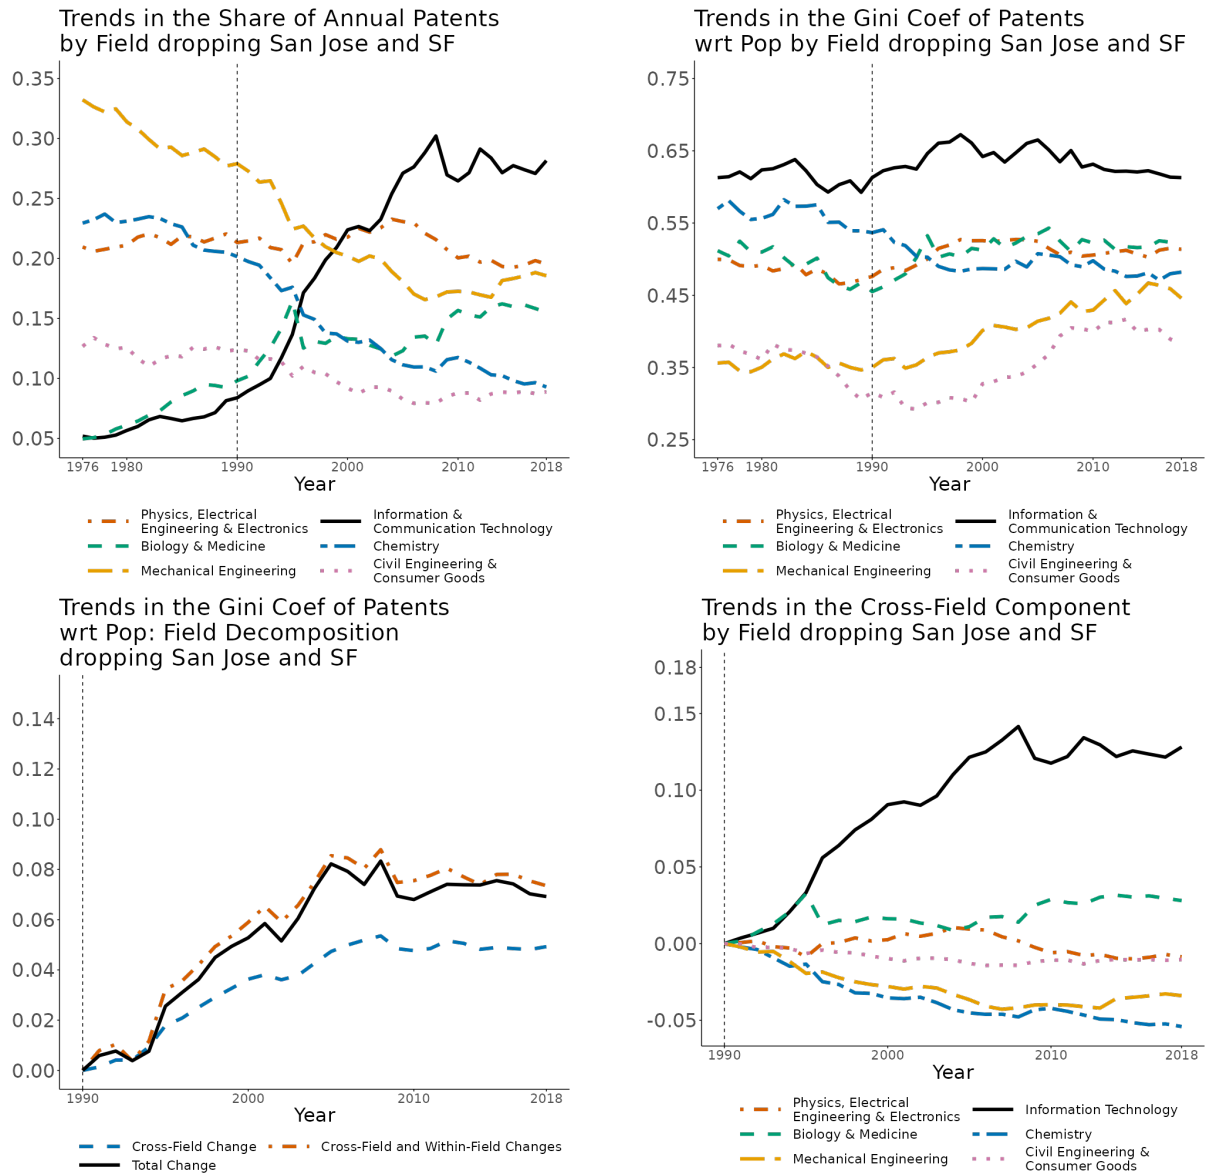 Trends in the Share of Annual Patents
by Field dropping San Jose and SF
0.35
0.30
0.25
0.20
0.15
0.10
0.05
1976 1980 1990 2000 2010 2018
Year
Physics, Electrical
Engineering & Electronics
Information &
Communication Technology
Biology & Medicine
Chemistry
Mechanical Engineering
Civil Engineering &
Consumer Goods
Trends in the Gini Coef of Patents
wrt Pop by Field dropping San Jose and SF
0.75
0.65
0.55
0.45
0.35
0.25
1976 1980 1990 2000 2010 2018
Year
Physics, Electrical
Engineering & Electronics
Information &
Communication Technology
Biology & Medicine
Chemistry
Mechanical Engineering
Civil Engineering &
Consumer Goods
Trends in the Gini Coef of Patents
wrt Pop: Field Decomposition
dropping San Jose and SF
0.14
0.12
0.10
0.08
0.06
0.04
0.02
0.00
1990 2000 2010 2018
Year
Cross-Field Change
Cross-Field and Within-Field Changes
Total Change
Trends in the Cross-Field Component
by Field dropping San Jose and SF
0.18
0.15
0.10
0.05
0.00
-0.05
1990 2000 2010 2018
Year
Physics, Electrical
Engineering & Electronics
Information Technology
Biology & Medicine
Chemistry
Mechanical Engineering
Civil Engineering &
Consumer Goods